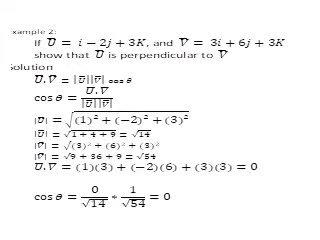 xample 2:
If U̅ = i − 2j + 3K, and V̅ = 3i + 6j + 3K
show that U̅ is perpendicular to V̅
solution
U̅.V̅ = |U̅||V̅| cos θ
cos θ = U̅.V̅ / |U̅||V̅|
|U̅| = √((1)² + (−2)² + (3)²)
|U̅| = √(1 + 4 + 9) = √14
|V̅| = √((3)² + (6)² + (3)²)
|V̅| = √(9 + 36 + 9) = √54
U̅.V̅ = (1)(3) + (−2)(6) + (3)(3) = 0
cos θ = 0/√14 * 1/√54 = 0